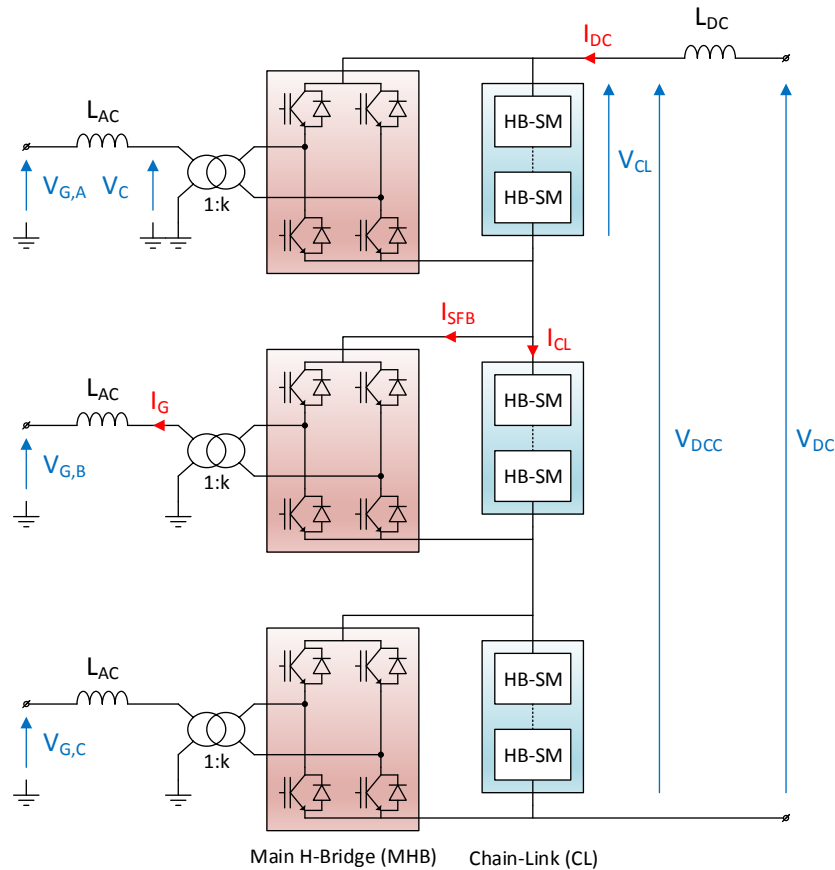 L_DC
I_DC
HB-SM
L_AC
V_CL
V_G,A
V_C
HB-SM
1:k
I_SFB
I_CL
L_AC
I_G
HB-SM
V_DCC
V_DC
V_G,B
HB-SM
1:k
L_AC
HB-SM
V_G,C
HB-SM
1:k
Main H-Bridge (MHB)
Chain-Link (CL)